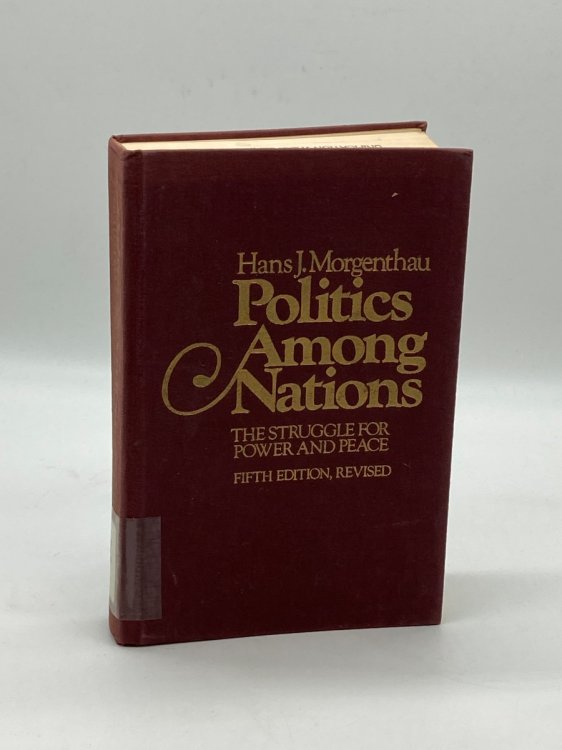 Hans J. Morgenthau
Politics
Among
Nations
THE STRUGGLE FOR
POWER AND PEACE
FIFTH EDITION, REVISED